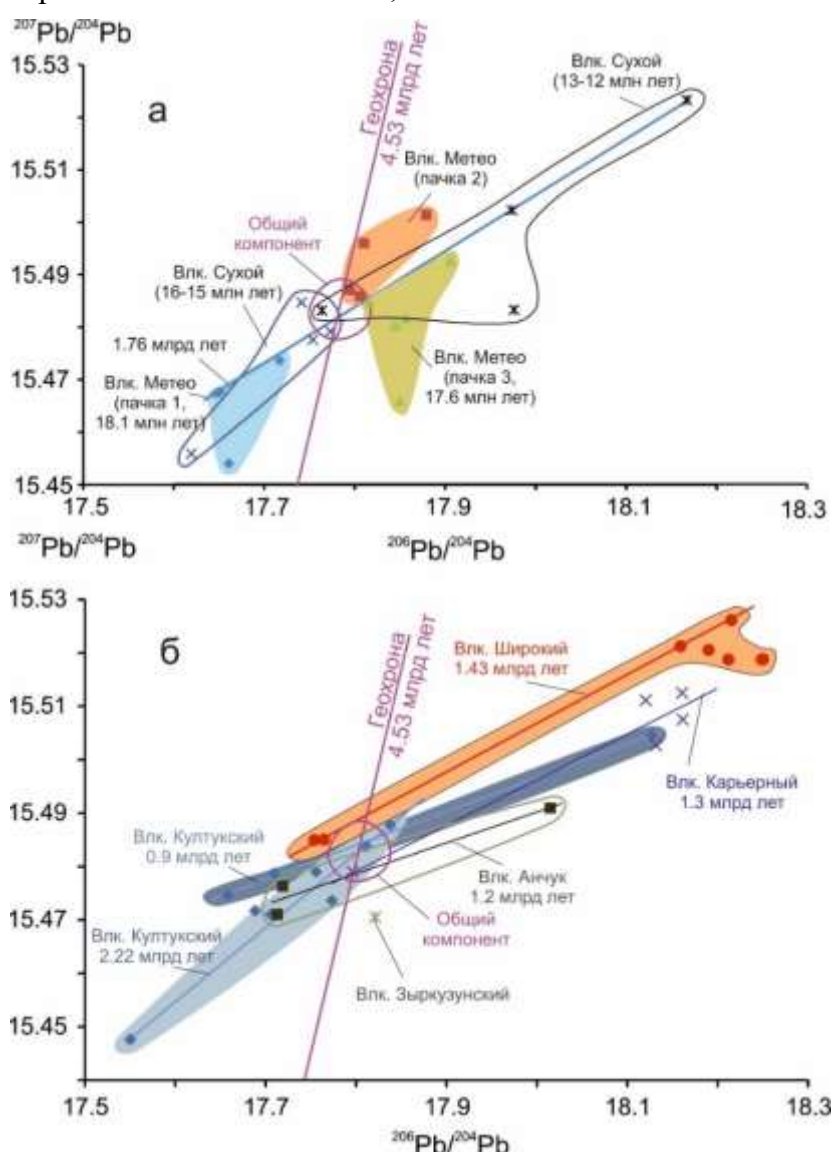 ²⁰⁷Pb/²⁰⁴Pb
15.53
15.51
15.49
15.47
15.45
а
Геохрона
4.53 млрд лет
Влк. Сухой
(13-12 млн лет)
Влк. Метео
(пачка 2)
Общий
компонент
Влк. Сухой
(16-15 млн лет)
1.76 млрд лет
Влк. Метео
(пачка 1,
18.1 млн лет)
Влк. Метео
(пачка 3,
17.6 млн лет)
17.5
17.7
17.9
18.1
18.3
²⁰⁶Pb/²⁰⁴Pb
²⁰⁷Pb/²⁰⁴Pb
15.53
15.51
15.49
15.47
15.45
б
Геохрона
4.53 млрд лет
Влк. Широкий
1.43 млрд лет
Влк. Карьерный
1.3 млрд лет
Влк. Култукский
0.9 млрд лет
Влк. Анчук
1.2 млрд лет
Влк. Култукский
2.22 млрд лет
Общий
компонент
Влк. Зыркузунский
17.5
17.7
17.9
18.1
18.3
²⁰⁶Pb/²⁰⁴Pb